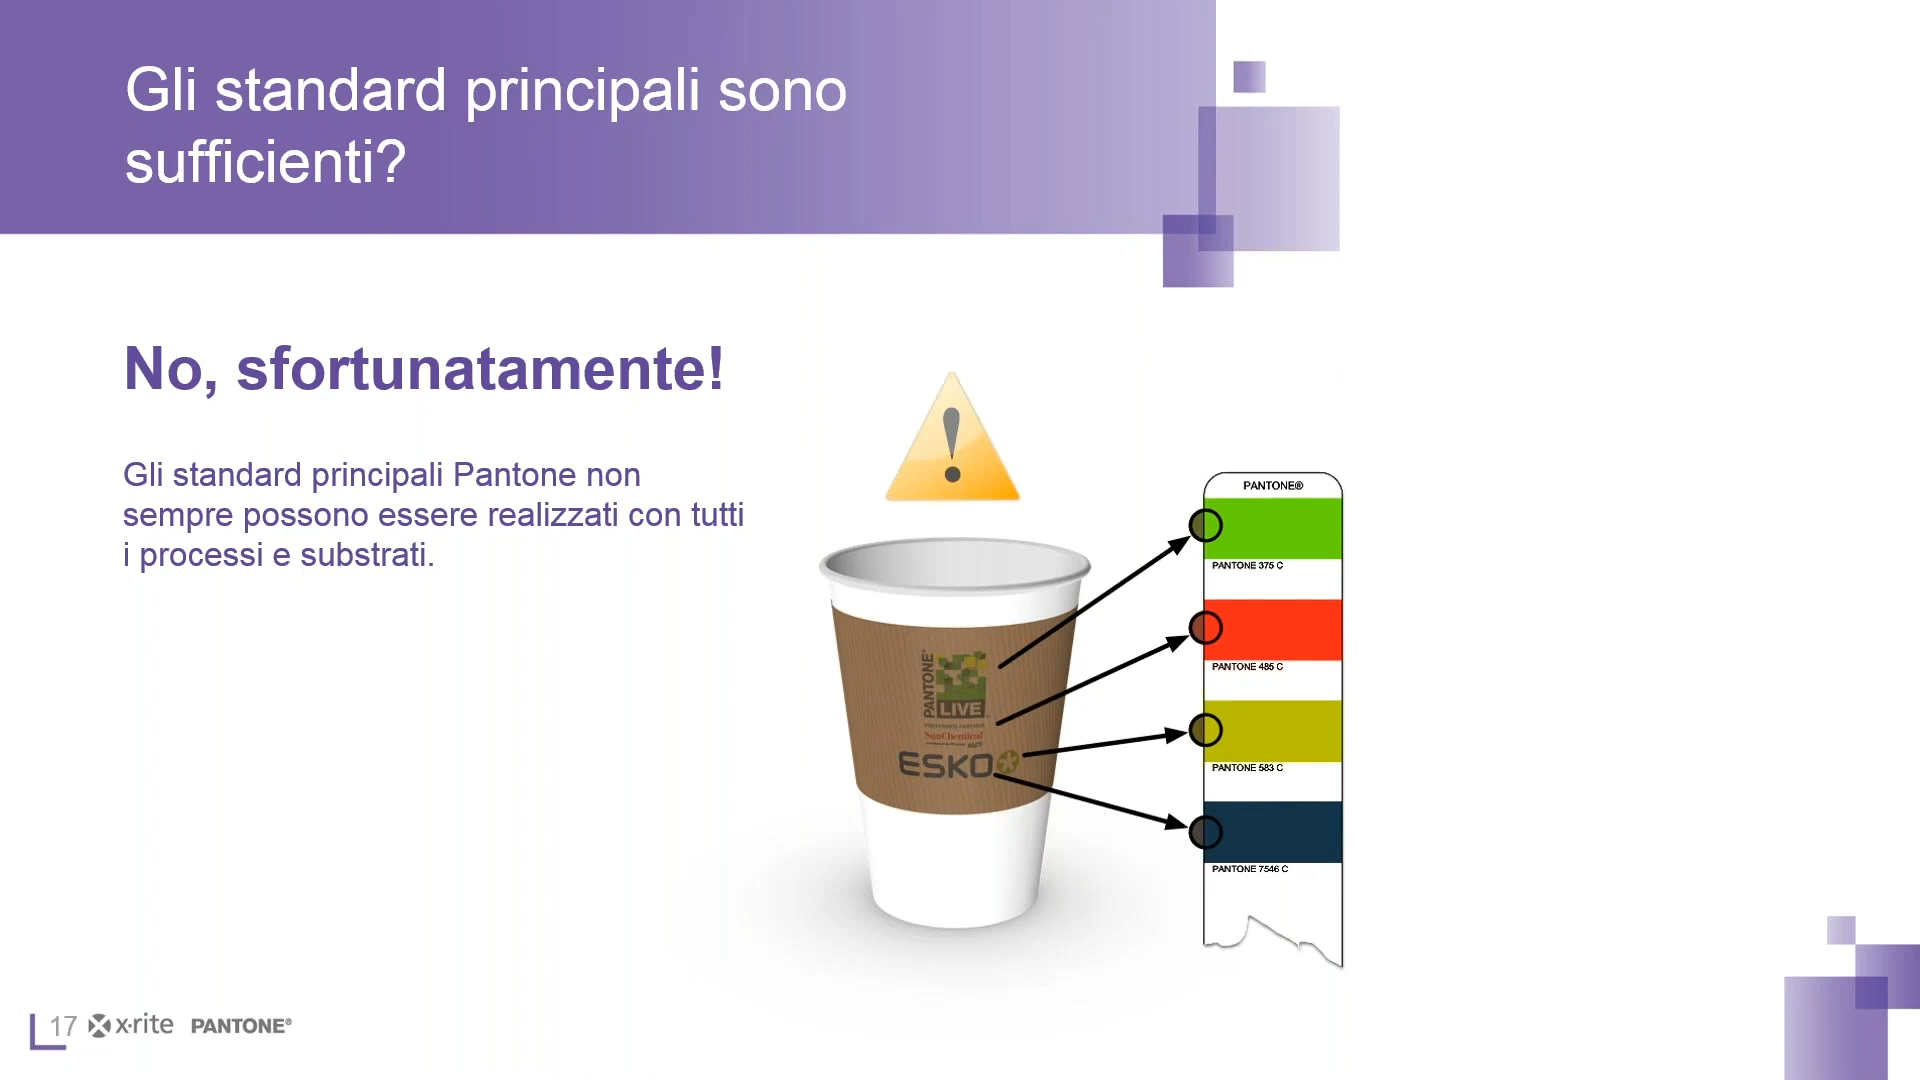 Gli standard principali sono
sufficienti?
No, sfortunatamente!
Gli standard principali Pantone non
sempre possono essere realizzati con tutti
i processi e substrati.
PANTONE®
PANTONE 375 C
PANTONE 485 C
PANTONE 583 C
PANTONE 7546 C
PANTONE®
LIVE
PREFERRED PARTNER
SunChemical
ESKO
17 x·rite PANTONE®